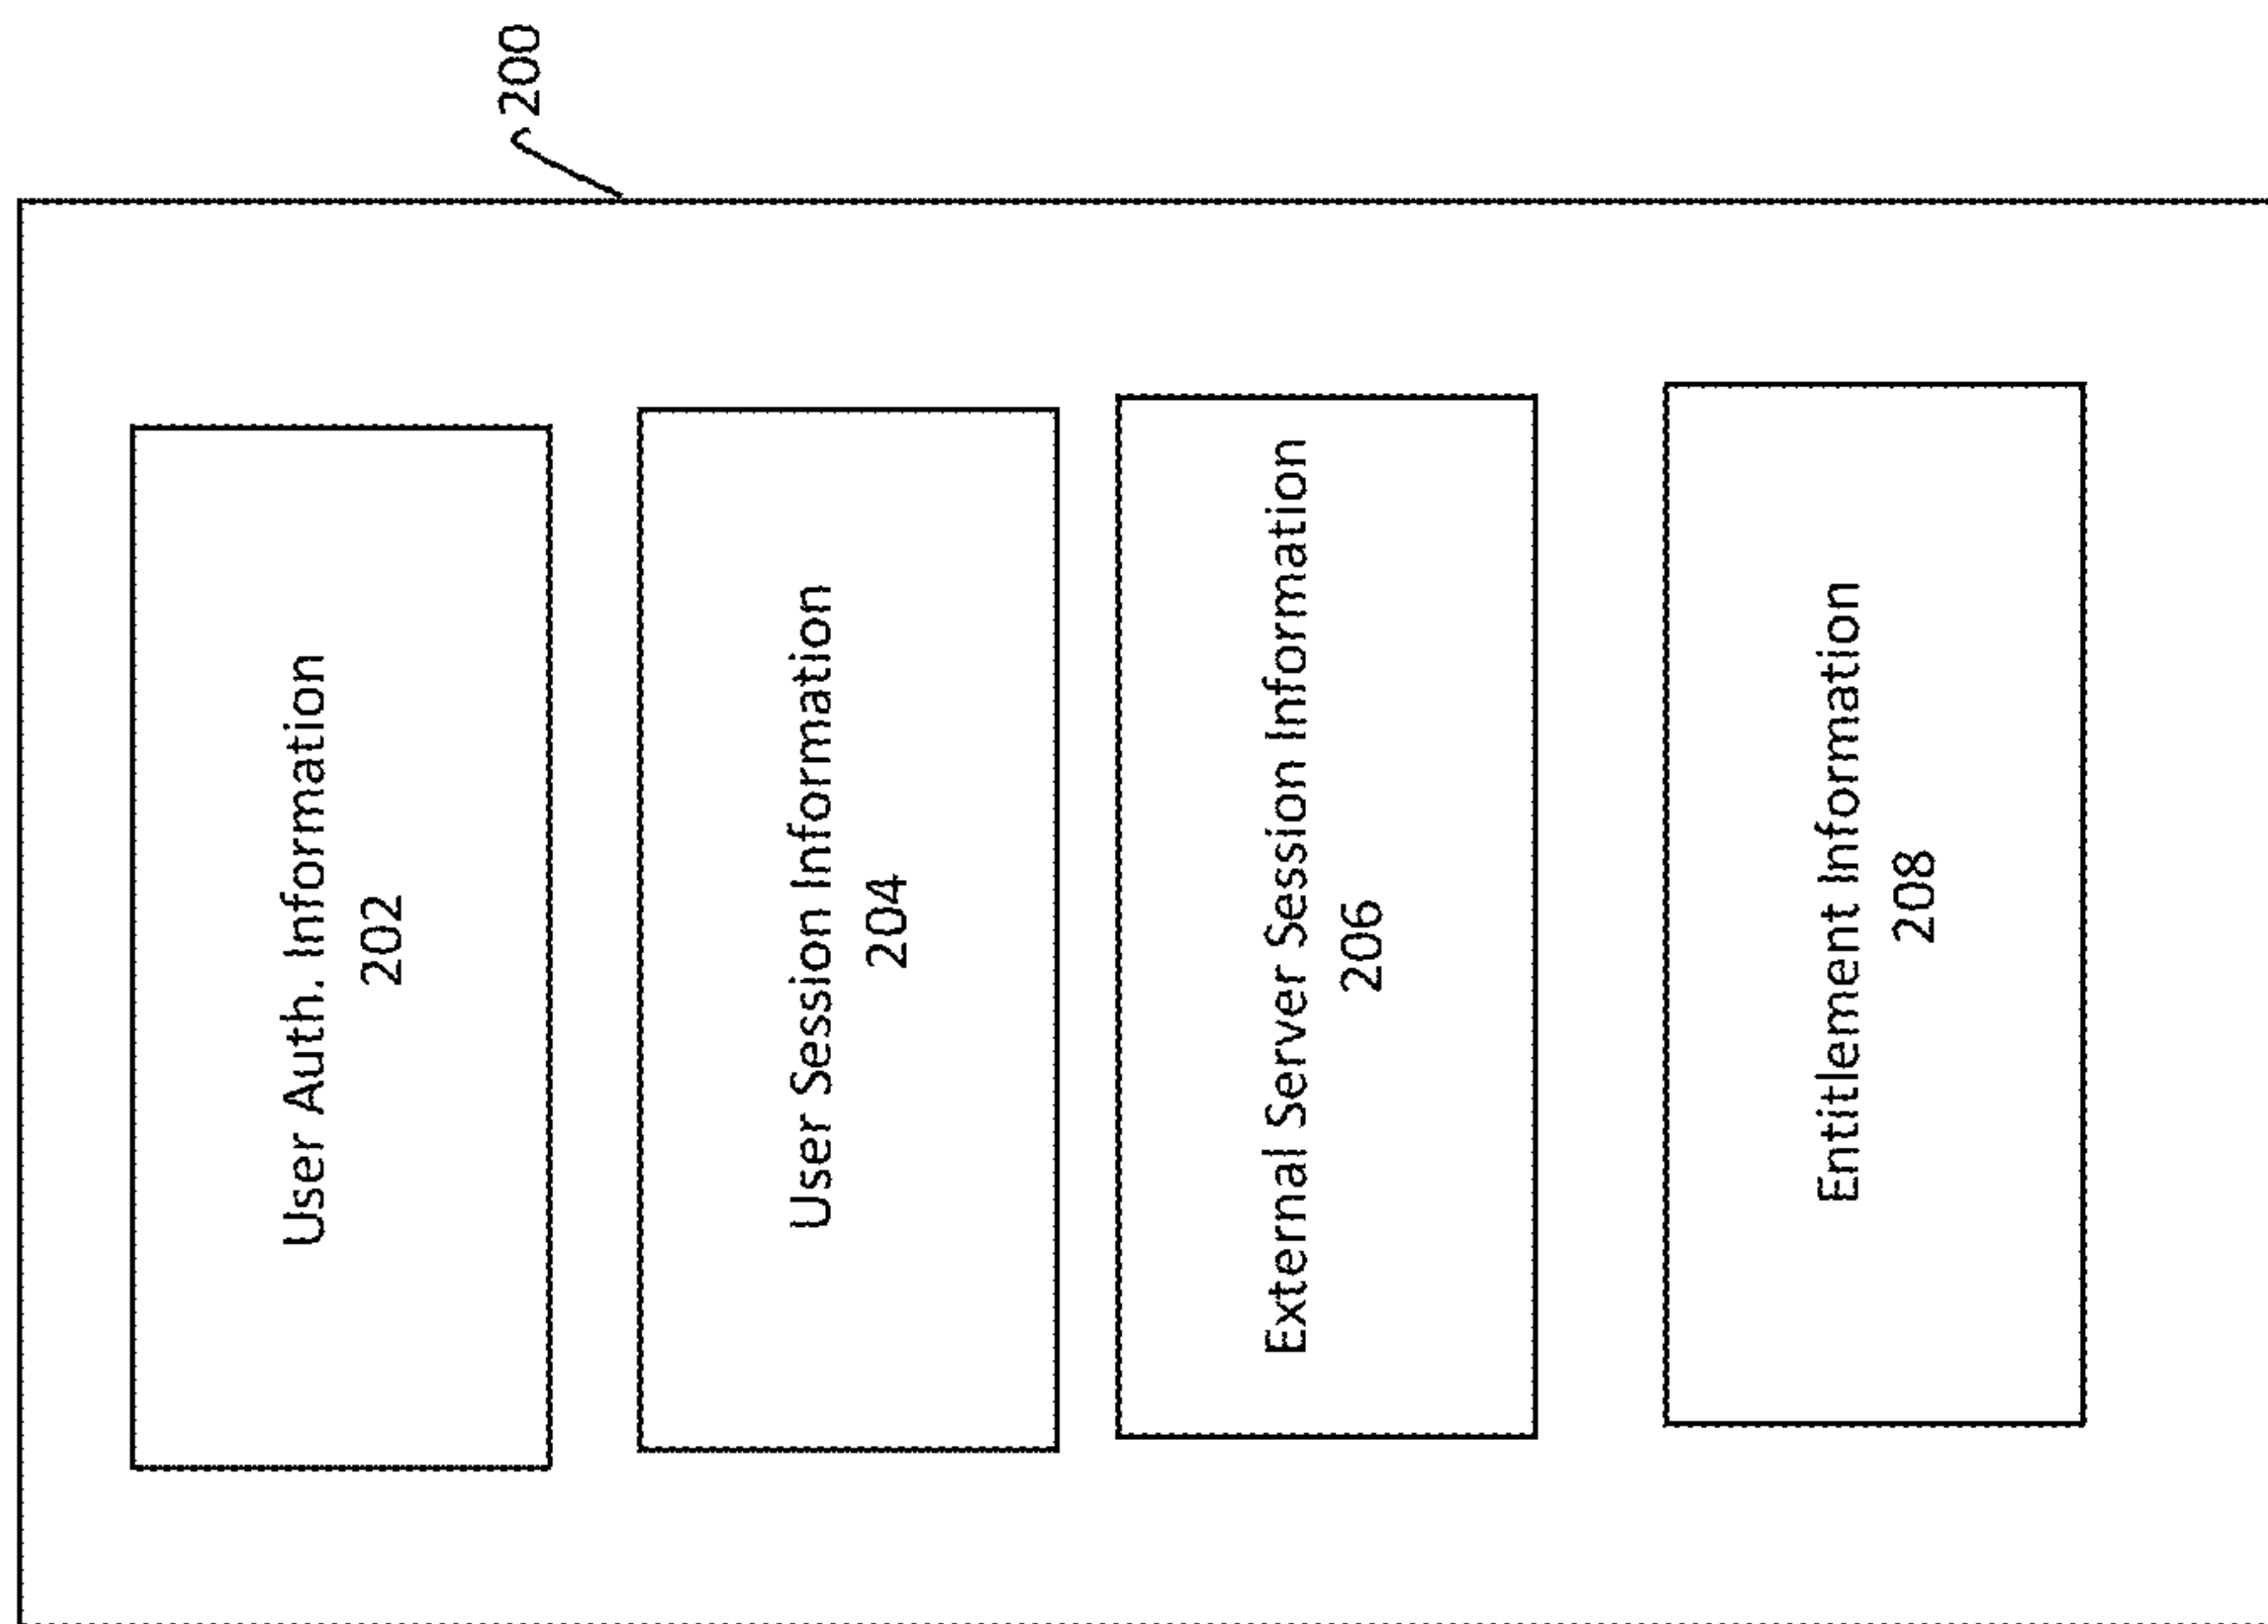 200
User Auth. Information
202
User Session Information
204
External Server Session Information
206
Entitlement Information
208